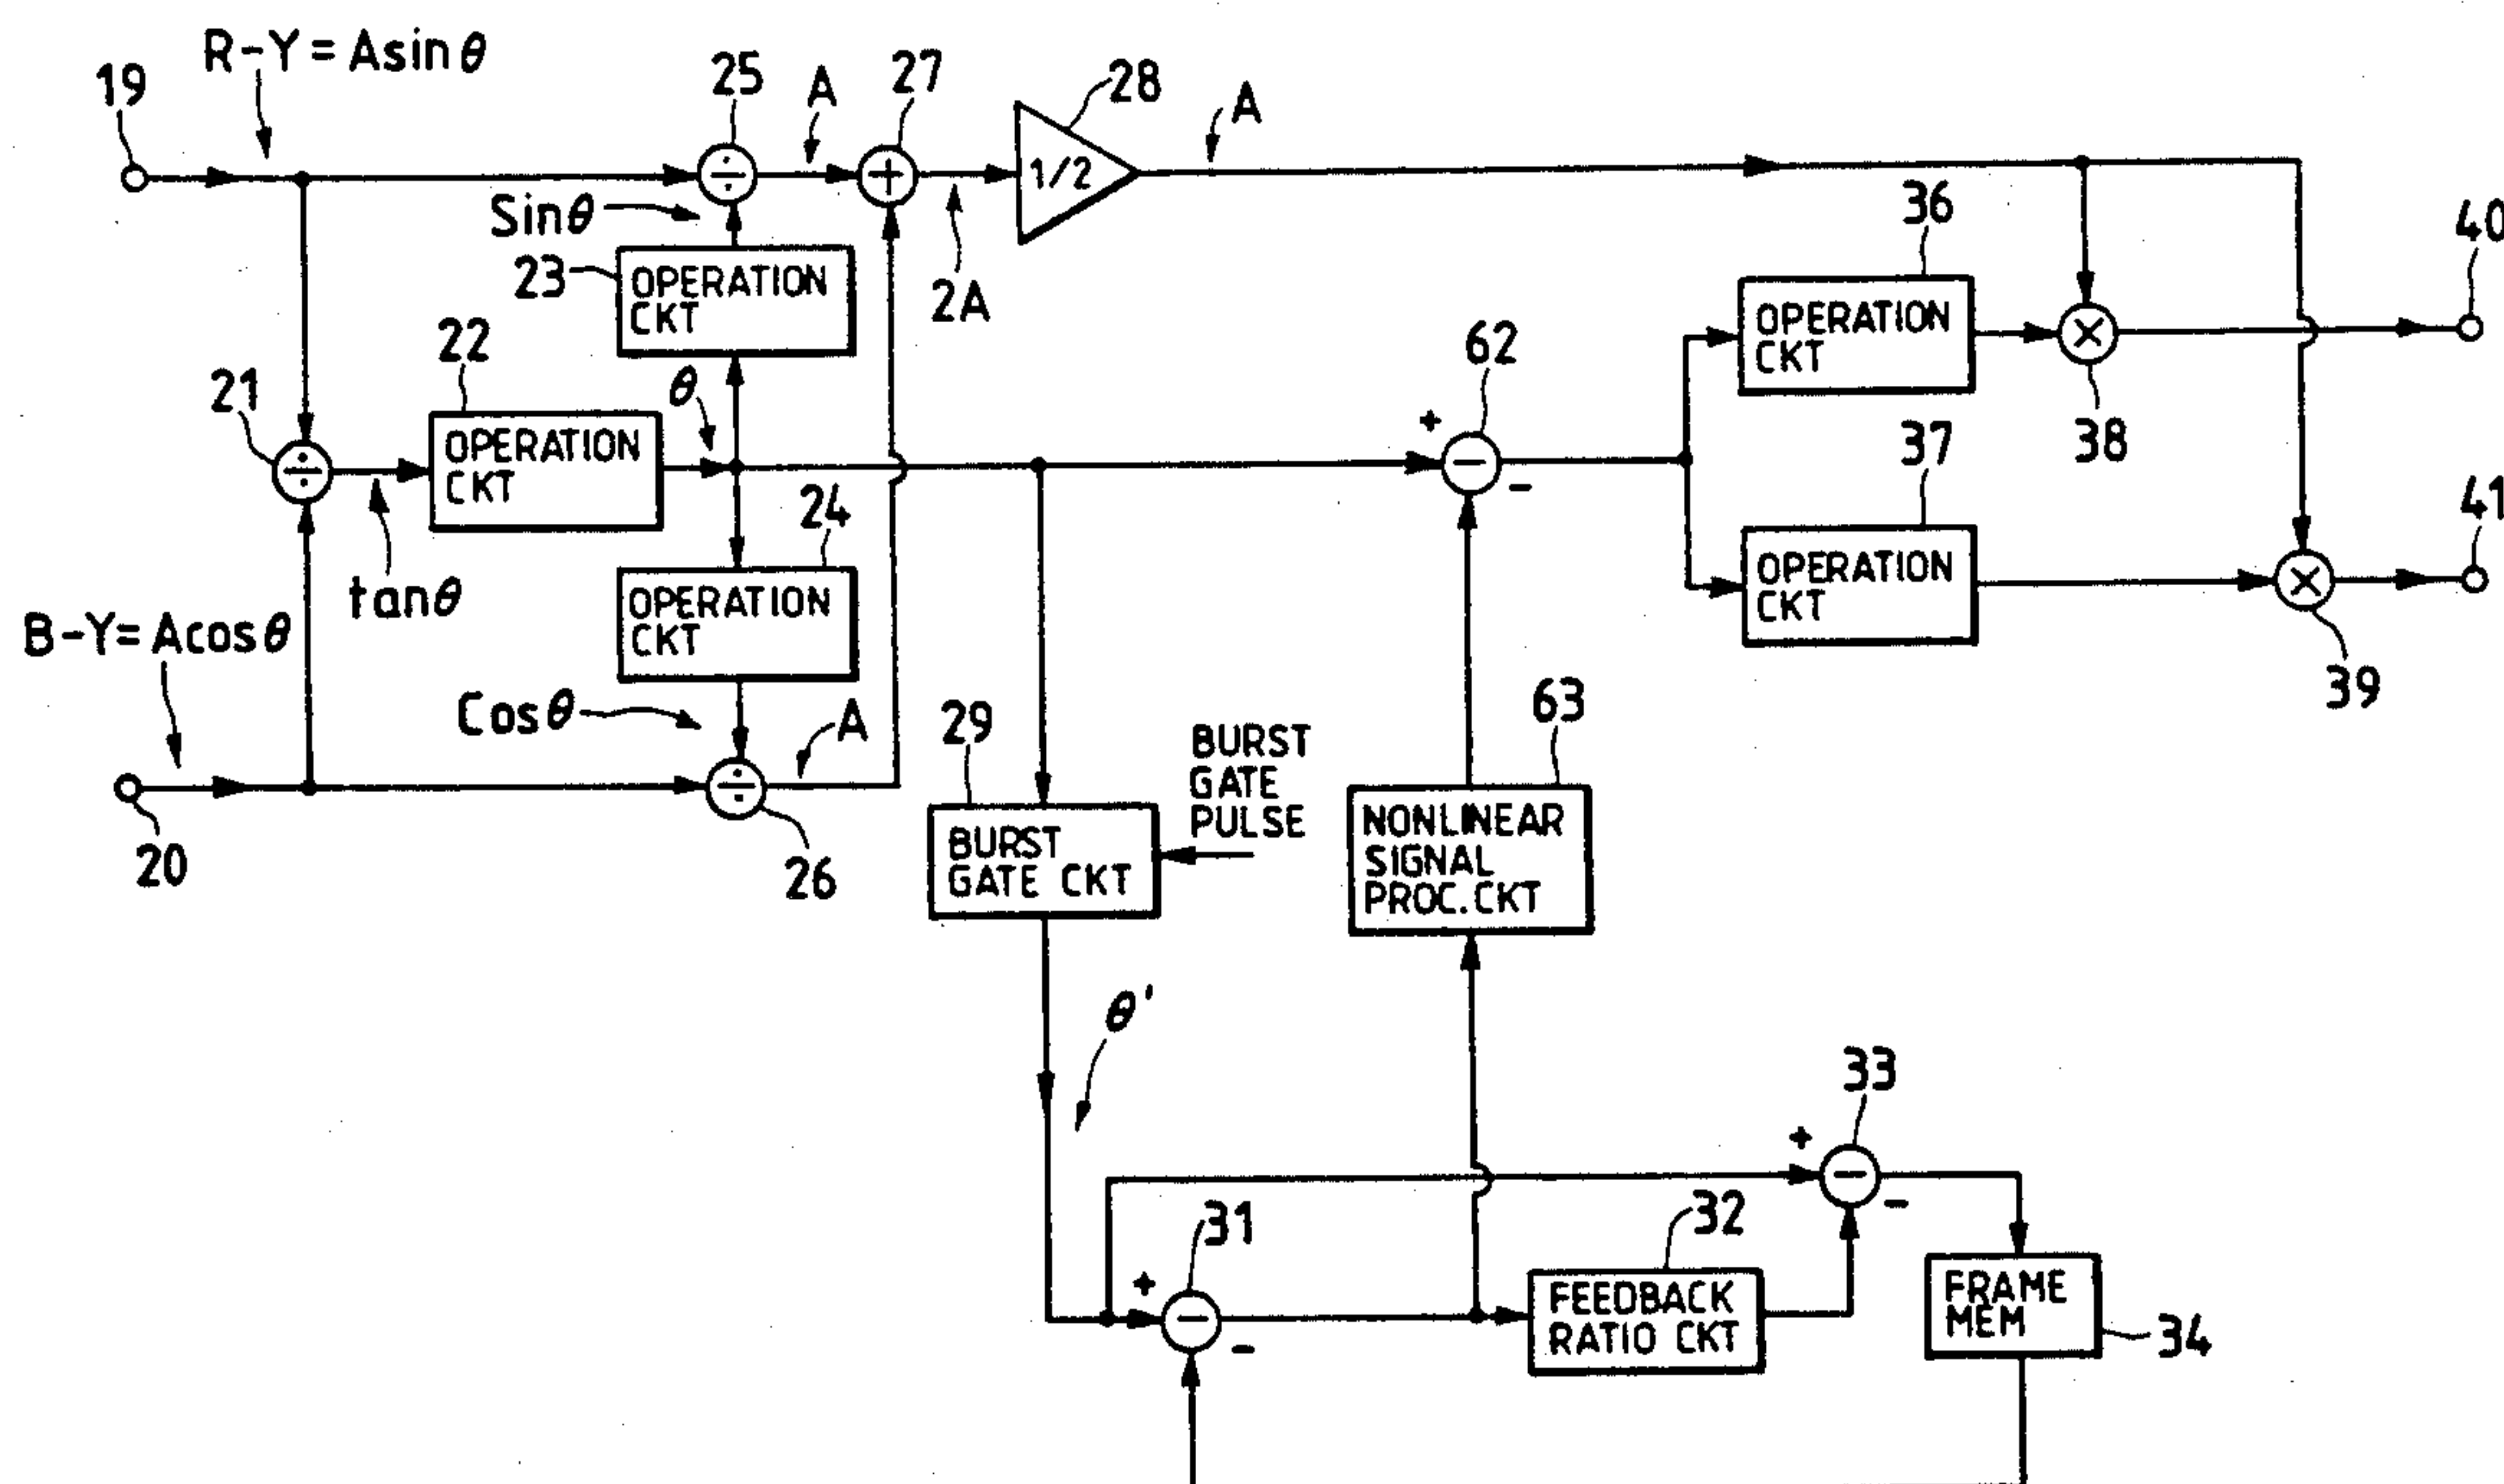 R-Y=Asinθ
19
25
A
27
28
A
1/2
÷
+
Sinθ
23
OPERATION
CKT
2A
36
40
OPERATION
CKT
×
38
22
21
÷
OPERATION
CKT
θ
62
+
−
-
24
37
41
OPERATION
CKT
×
39
tanθ
OPERATION
CKT
B-Y=Acosθ
Cosθ
A
÷
20
26
29
BURST
GATE
PULSE
BURST
GATE CKT
63
NONLINEAR
SIGNAL
PROC.CKT
θ'
33
+
−
-
31
+
−
-
32
FEEDBACK
RATIO CKT
FRAME
MEM
34